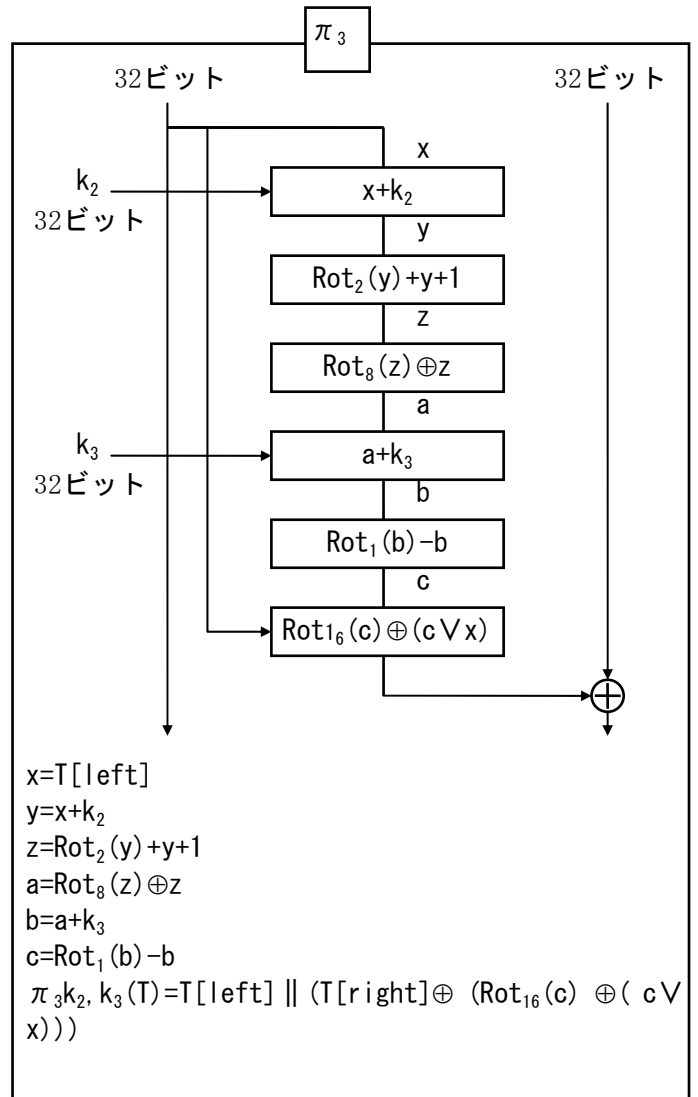 π₃
32ビット 32ビット
x
k₂
x+k₂
32ビット
y
Rot₂(y)+y+1
z
Rot₈(z)⊕z
a
k₃
a+k₃
32ビット
b
Rot₁(b)-b
c
Rot₁₆(c)⊕(c∨x)
x=T[left]
y=x+k₂
z=Rot₂(y)+y+1
a=Rot₈(z)⊕z
b=a+k₃
c=Rot₁(b)-b
π₃k₂,k₃(T)=T[left]‖(T[right]⊕ (Rot₁₆(c) ⊕( c∨
x)))